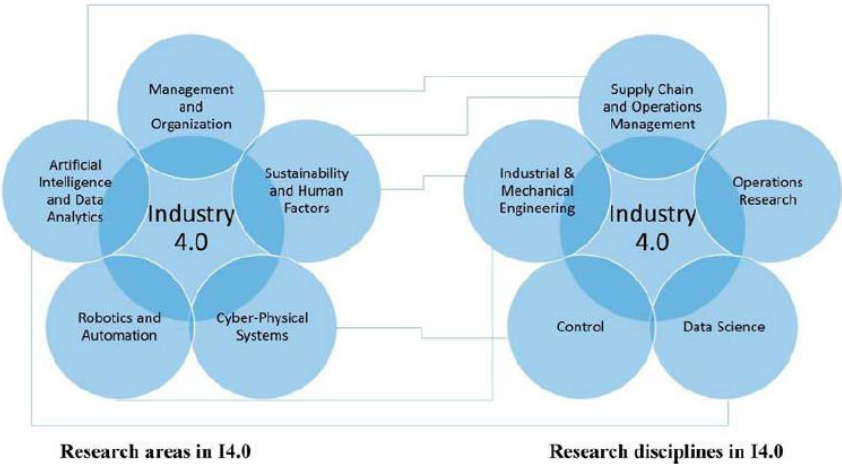 Management
and
Organization
Artificial
Intelligence
and Data
Analytics
Sustainability
and Human
Factors
Industry
4.0
Robotics and
Automation
Cyber-Physical
Systems
Research areas in I4.0
Supply Chain
and Operations
Management
Industrial &
Mechanical
Engineering
Operations
Research
Industry
4.0
Control
Data Science
Research disciplines in I4.0